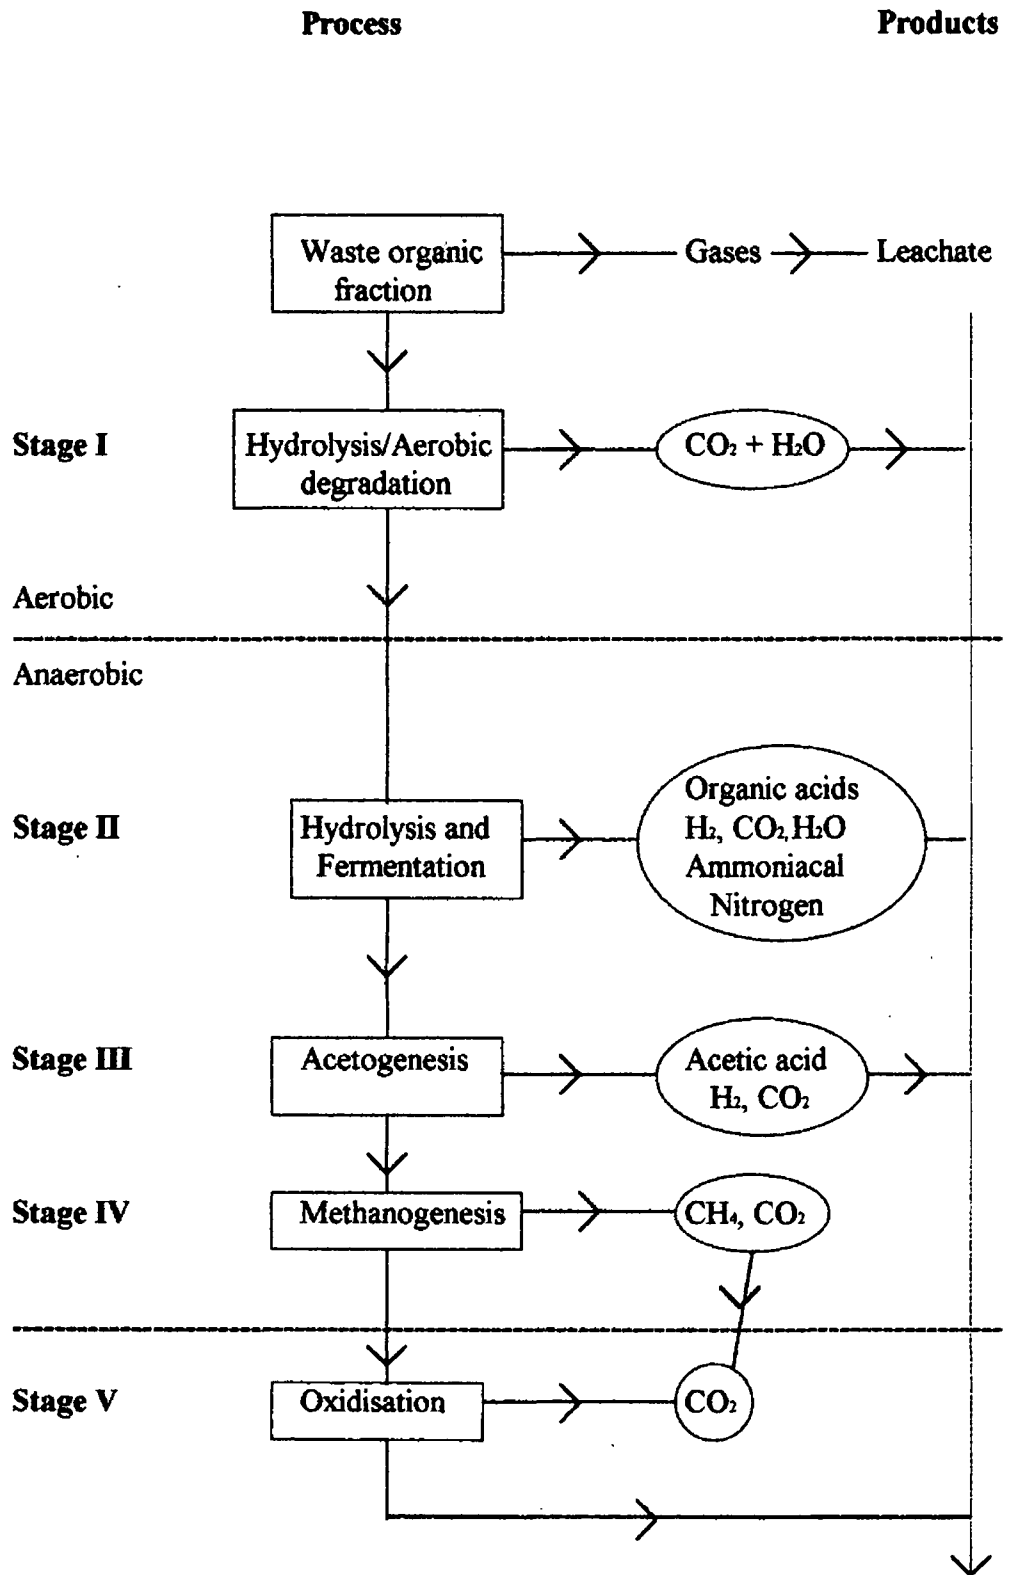 Process
Products
Waste organic
fraction
Gases
Leachate
Stage I
Hydrolysis/Aerobic
degradation
CO₂ + H₂O
Aerobic
Anaerobic
Stage II
Hydrolysis and
Fermentation
Organic acids
H₂, CO₂, H₂O
Ammoniacal
Nitrogen
Stage III
Acetogenesis
Acetic acid
H₂, CO₂
Stage IV
Methanogenesis
CH₄, CO₂
Stage V
Oxidisation
CO₂